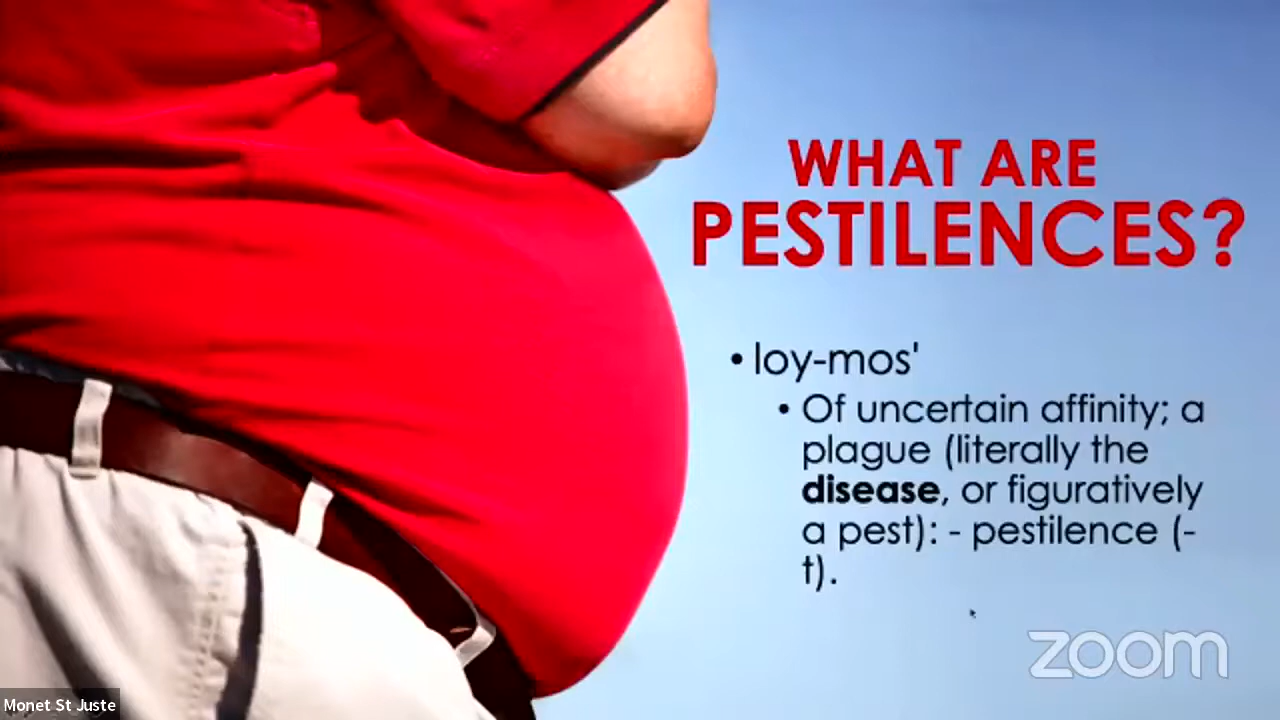 WHAT ARE
PESTILENCES?
• loy-mos'
• Of uncertain affinity; a
plague (literally the
disease, or figuratively
a pest): - pestilence (-
t).
zoom
Monet St Juste